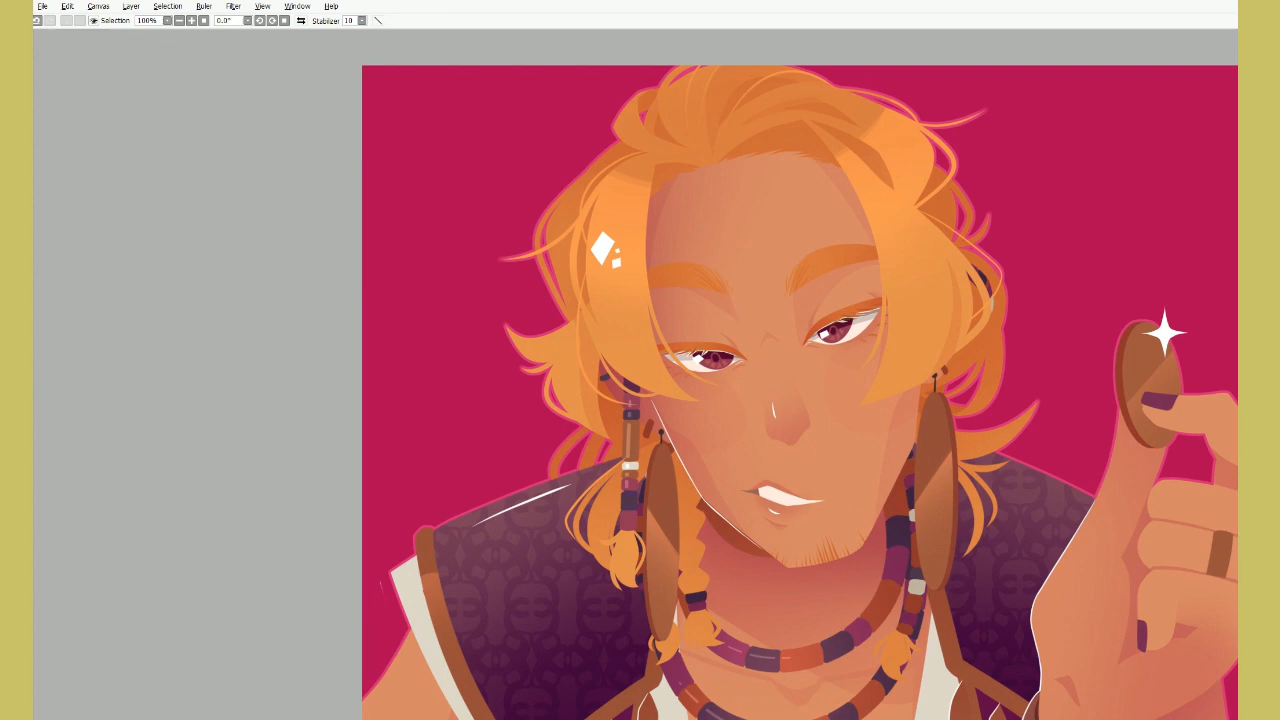 File Edit Canvas Layer Selection Ruler Filter View Window Help
Selection 100% 0.0° Stabilizer 10